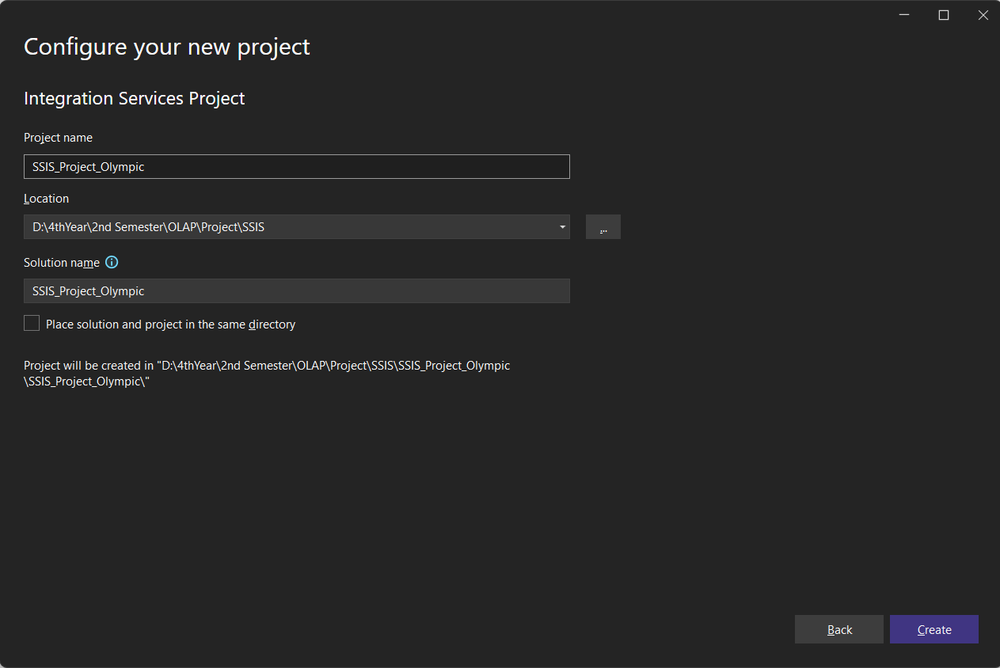 Configure your new project
Integration Services Project
Project name
SSIS_Project_Olympic
Location
D:\4thYear\2nd Semester\OLAP\Project\SSIS
...
Solution name
SSIS_Project_Olympic
Place solution and project in the same directory
Project will be created in "D:\4thYear\2nd Semester\OLAP\Project\SSIS\SSIS_Project_Olympic
\SSIS_Project_Olympic\"
Back
Create